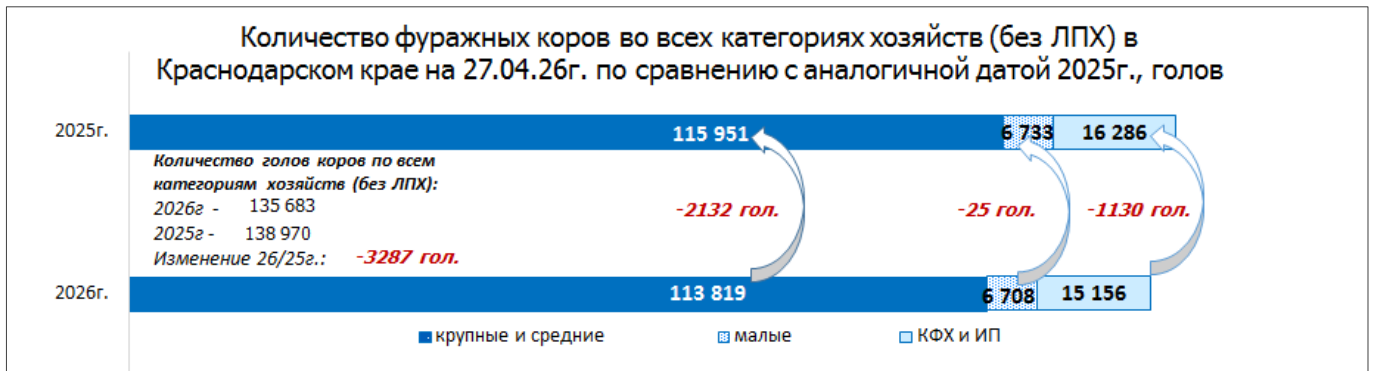 Количество фуражных коров во всех категориях хозяйств (без ЛПХ) в
Краснодарском крае на 27.04.26г. по сравнению с аналогичной датой 2025г., голов
2025г.
115 951
6 733
16 286
Количество голов коров по всем
категориям хозяйств (без ЛПХ):
2026г - 135 683
2025г - 138 970
Изменение 26/25г.: -3287 гол.
-2132 гол.
-25 гол.
-1130 гол.
2026г.
113 819
6 708
15 156
крупные и средние
малые
КФХ и ИП